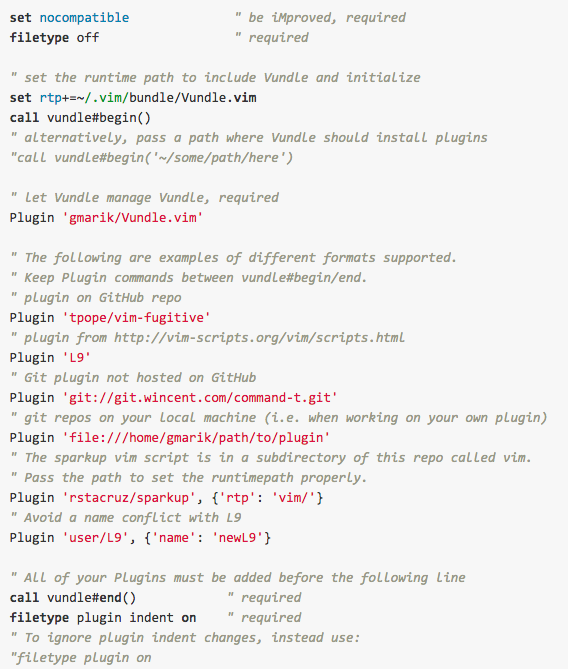 set nocompatible              " be iMproved, required
filetype off                  " required

" set the runtime path to include Vundle and initialize
set rtp+=~/.vim/bundle/Vundle.vim
call vundle#begin()
" alternatively, pass a path where Vundle should install plugins
"call vundle#begin('~/some/path/here')

" let Vundle manage Vundle, required
Plugin 'gmarik/Vundle.vim'

" The following are examples of different formats supported.
" Keep Plugin commands between vundle#begin/end.
" plugin on GitHub repo
Plugin 'tpope/vim-fugitive'
" plugin from http://vim-scripts.org/vim/scripts.html
Plugin 'L9'
" Git plugin not hosted on GitHub
Plugin 'git://git.wincent.com/command-t.git'
" git repos on your local machine (i.e. when working on your own plugin)
Plugin 'file:///home/gmarik/path/to/plugin'
" The sparkup vim script is in a subdirectory of this repo called vim.
" Pass the path to set the runtimepath properly.
Plugin 'rstacruz/sparkup', {'rtp': 'vim/'}
" Avoid a name conflict with L9
Plugin 'user/L9', {'name': 'newL9'}

" All of your Plugins must be added before the following line
call vundle#end()            " required
filetype plugin indent on    " required
" To ignore plugin indent changes, instead use:
"filetype plugin on